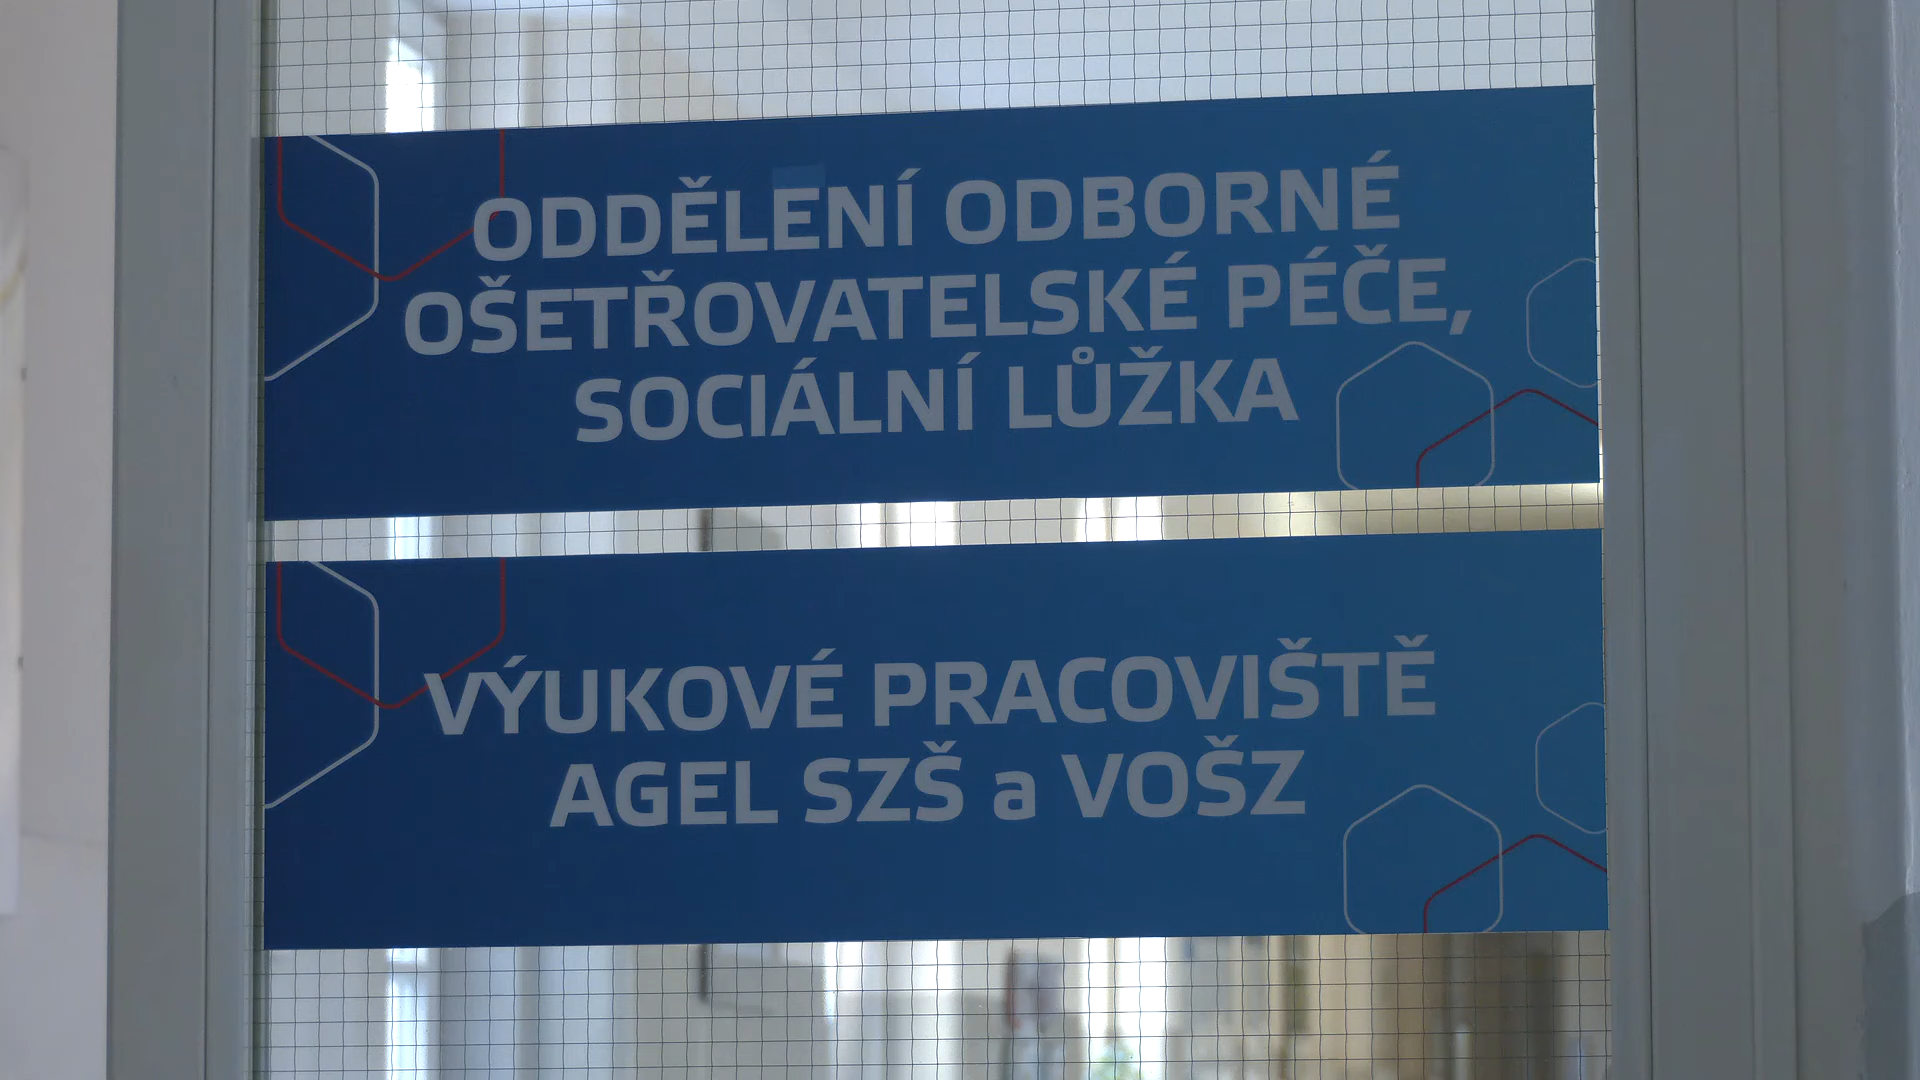 ODDĚLENÍ ODBORNÉ
OŠETŘOVATELSKÉ PÉČE,
SOCIÁLNÍ LŮŽKA
VÝUKOVÉ PRACOVIŠTĚ
AGEL SZŠ a VOŠZ